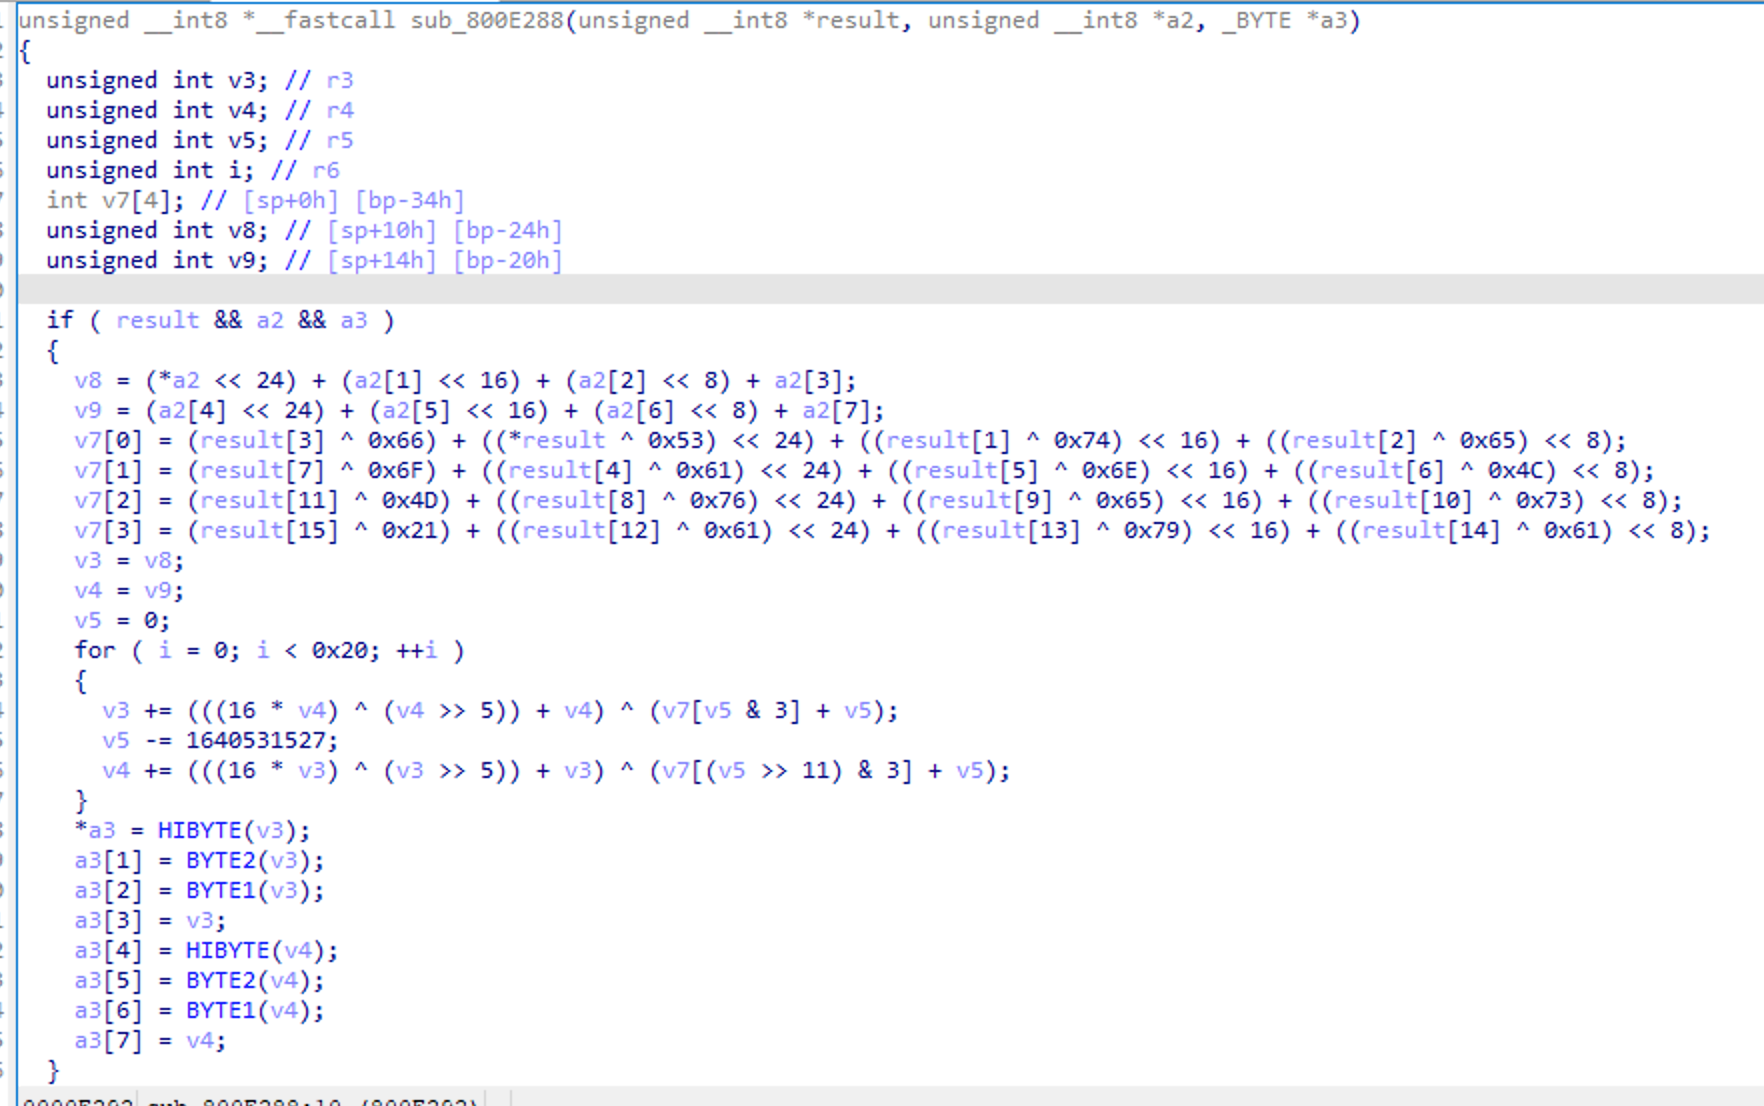 unsigned __int8 *__fastcall sub_800E288(unsigned __int8 *result, unsigned __int8 *a2, _BYTE *a3)
{
  unsigned int v3; // r3
  unsigned int v4; // r4
  unsigned int v5; // r5
  unsigned int i; // r6
  int v7[4]; // [sp+0h] [bp-34h]
  unsigned int v8; // [sp+10h] [bp-24h]
  unsigned int v9; // [sp+14h] [bp-20h]
  if ( result && a2 && a3 )
  {
    v8 = (*a2 << 24) + (a2[1] << 16) + (a2[2] << 8) + a2[3];
    v9 = (a2[4] << 24) + (a2[5] << 16) + (a2[6] << 8) + a2[7];
    v7[0] = (result[3] ^ 0x66) + ((*result ^ 0x53) << 24) + ((result[1] ^ 0x74) << 16) + ((result[2] ^ 0x65) << 8);
    v7[1] = (result[7] ^ 0x6F) + ((result[4] ^ 0x61) << 24) + ((result[5] ^ 0x6E) << 16) + ((result[6] ^ 0x4C) << 8);
    v7[2] = (result[11] ^ 0x4D) + ((result[8] ^ 0x76) << 24) + ((result[9] ^ 0x65) << 16) + ((result[10] ^ 0x73) << 8);
    v7[3] = (result[15] ^ 0x21) + ((result[12] ^ 0x61) << 24) + ((result[13] ^ 0x79) << 16) + ((result[14] ^ 0x61) << 8);
    v3 = v8;
    v4 = v9;
    v5 = 0;
    for ( i = 0; i < 0x20; ++i )
    {
      v3 += (((16 * v4) ^ (v4 >> 5)) + v4) ^ (v7[v5 & 3] + v5);
      v5 -= 1640531527;
      v4 += (((16 * v3) ^ (v3 >> 5)) + v3) ^ (v7[(v5 >> 11) & 3] + v5);
    }
    *a3 = HIBYTE(v3);
    a3[1] = BYTE2(v3);
    a3[2] = BYTE1(v3);
    a3[3] = v3;
    a3[4] = HIBYTE(v4);
    a3[5] = BYTE2(v4);
    a3[6] = BYTE1(v4);
    a3[7] = v4;
  }